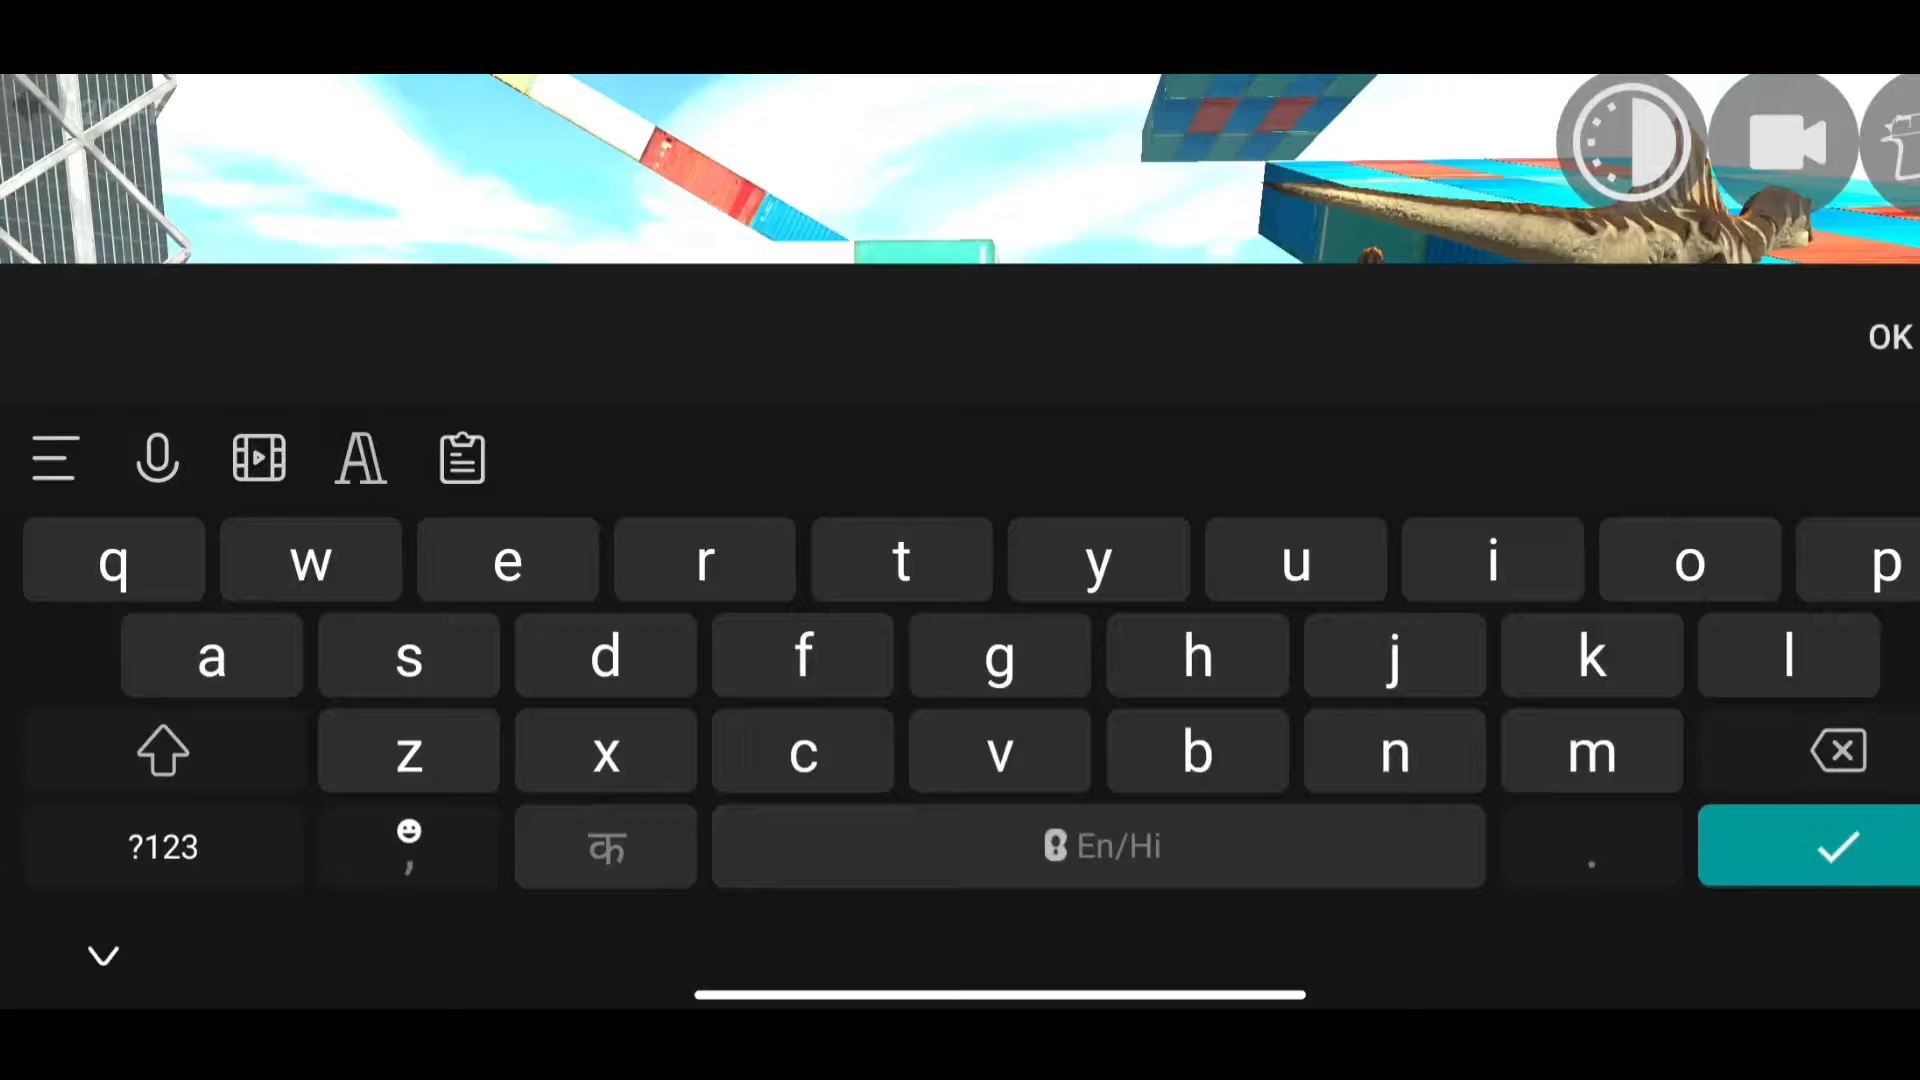 OK
q w e r t y u i o p
a s d f g h j k l
z x c v b n m
?123 , क En/Hi .